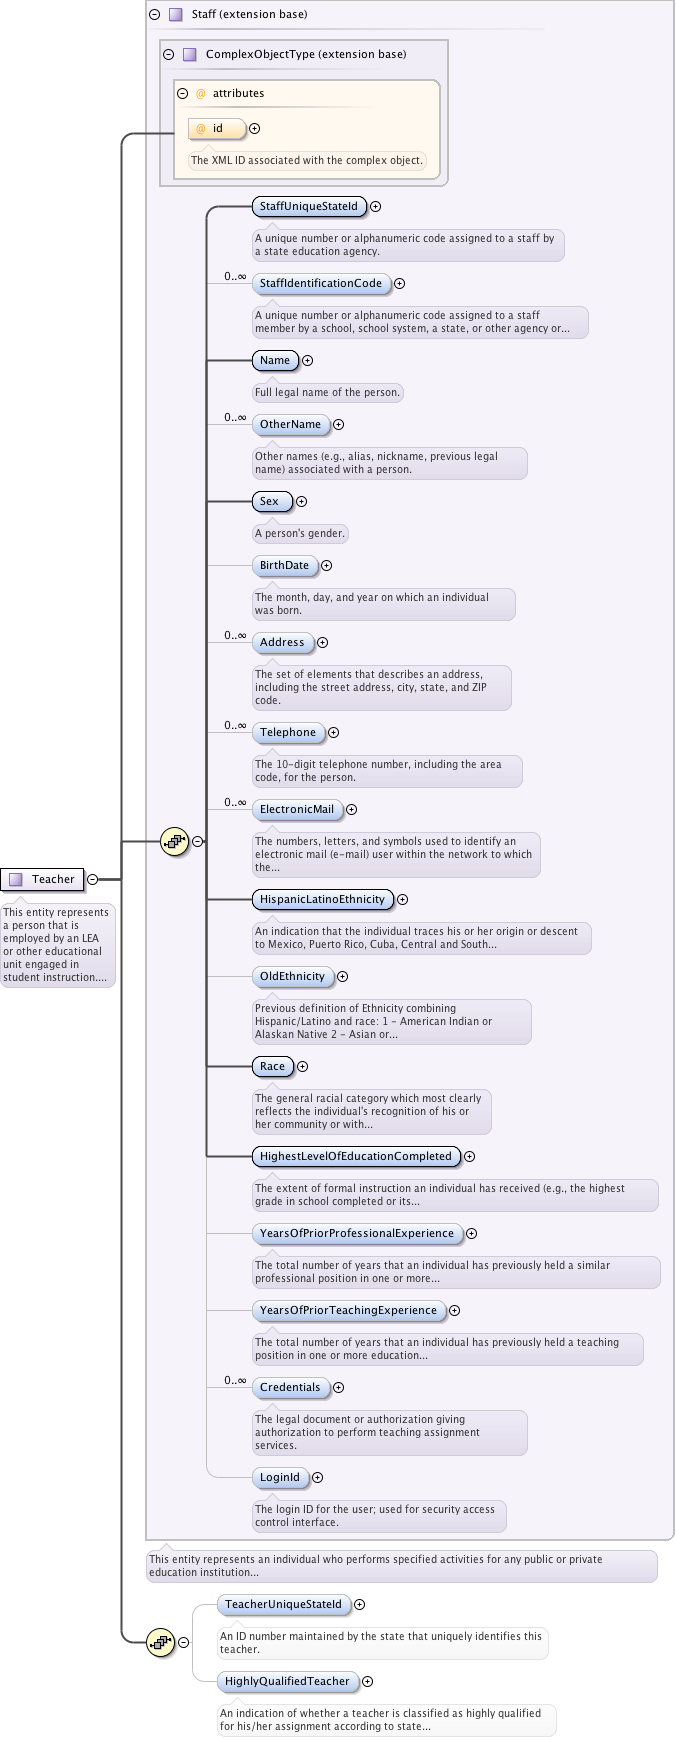 Staff (extension base)
ComplexObjectType (extension base)
@ attributes
@ id
The XML ID associated with the complex object.
StaffUniqueStateId
A unique number or alphanumeric code assigned to a staff by
a state education agency.
0..∞
StaffIdentificationCode
A unique number or alphanumeric code assigned to a staff
member by a school, school system, a state, or other agency or...
Name
Full legal name of the person.
0..∞
OtherName
Other names (e.g., alias, nickname, previous legal
name) associated with a person.
Sex
A person's gender.
BirthDate
The month, day, and year on which an individual
was born.
0..∞
Address
The set of elements that describes an address,
including the street address, city, state, and ZIP
code.
0..∞
Telephone
The 10-digit telephone number, including the area
code, for the person.
0..∞
ElectronicMail
The numbers, letters, and symbols used to identify an
electronic mail (e-mail) user within the network to which
the...
Teacher
This entity represents
a person that is
employed by an LEA
or other educational
unit engaged in
student instruction....
HispanicLatinoEthnicity
An indication that the individual traces his or her origin or descent
to Mexico, Puerto Rico, Cuba, Central and South...
OldEthnicity
Previous definition of Ethnicity combining
Hispanic/Latino and race: 1 - American Indian or
Alaskan Native 2 - Asian or...
Race
The general racial category which most clearly
reflects the individual's recognition of his or
her community or with...
HighestLevelOfEducationCompleted
The extent of formal instruction an individual has received (e.g., the highest
grade in school completed or its...
YearsOfPriorProfessionalExperience
The total number of years that an individual has previously held a similar
professional position in one or more...
YearsOfPriorTeachingExperience
The total number of years that an individual has previously held a teaching
position in one or more education...
0..∞
Credentials
The legal document or authorization giving
authorization to perform teaching assignment
services.
LoginId
The login ID for the user; used for security access
control interface.
This entity represents an individual who performs specified activities for any public or private
education institution...
TeacherUniqueStateId
An ID number maintained by the state that uniquely identifies this
teacher.
HighlyQualifiedTeacher
An indication of whether a teacher is classified as highly qualified
for his/her assignment according to state...